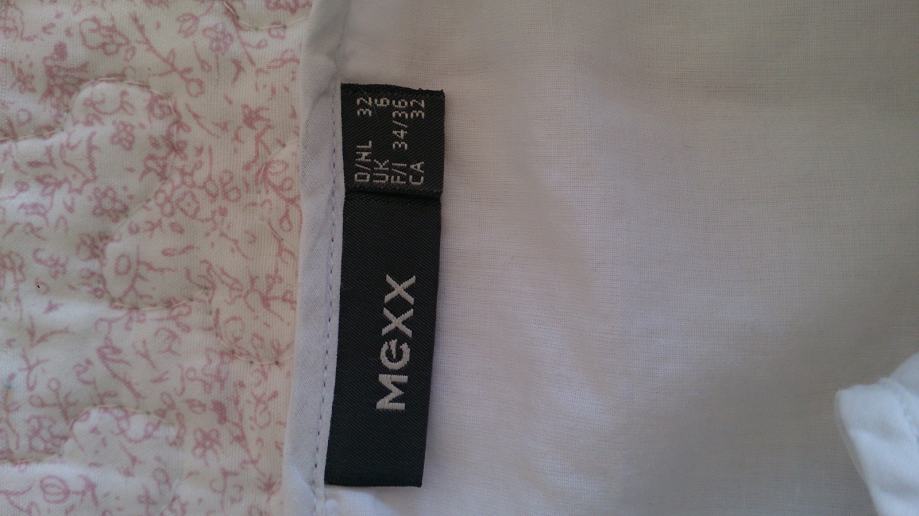 D/NL 32
UK 6
F/I 34/36
CA 32
MEXX